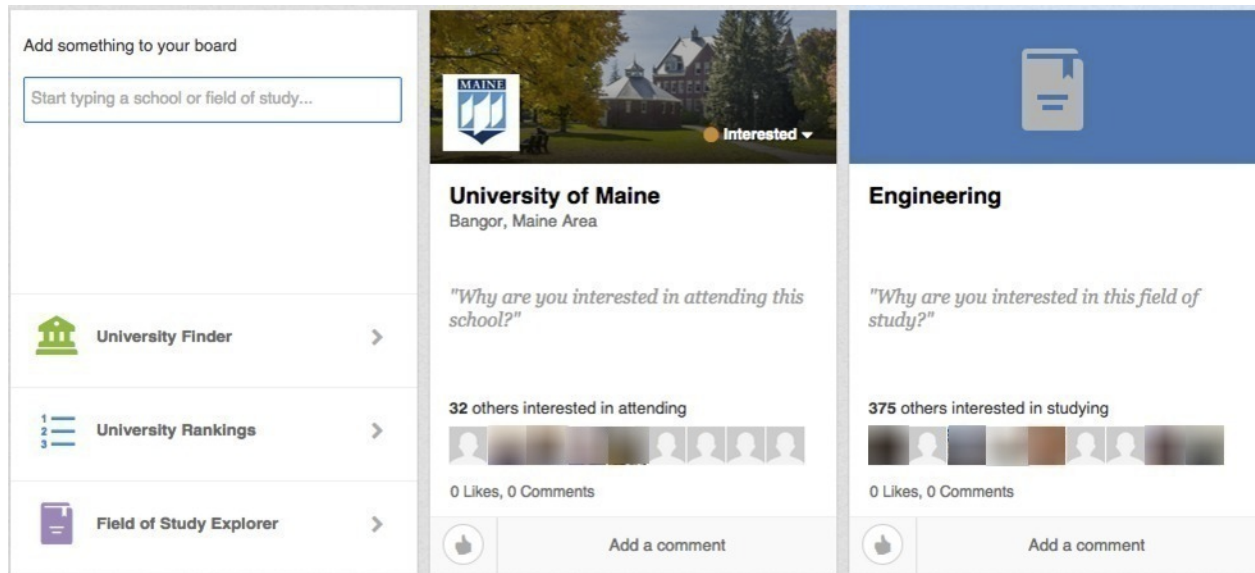 Add something to your board
Start typing a school or field of study...
University Finder
1
2
3
University Rankings
Field of Study Explorer
MAINE
Interested
University of Maine
Bangor, Maine Area
"Why are you interested in attending this
school?"
32 others interested in attending
0 Likes, 0 Comments
Add a comment
Engineering
"Why are you interested in this field of
study?"
375 others interested in studying
0 Likes, 0 Comments
Add a comment